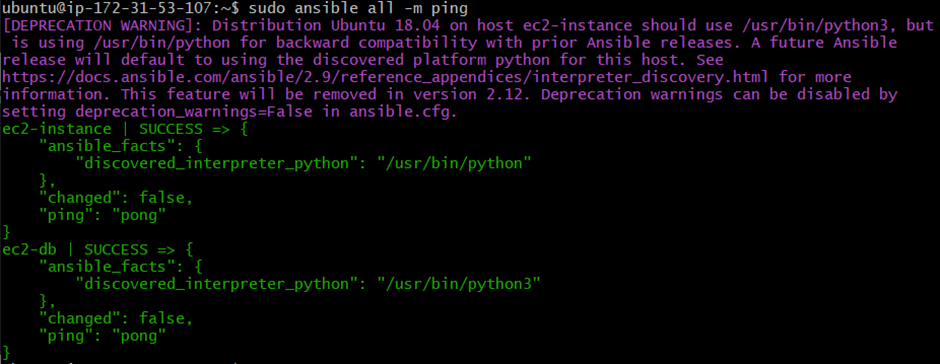 ubuntu@ip-172-31-53-107:~$ sudo ansible all -m ping
[DEPRECATION WARNING]: Distribution Ubuntu 18.04 on host ec2-instance should use /usr/bin/python3, but
is using /usr/bin/python for backward compatibility with prior Ansible releases. A future Ansible
release will default to using the discovered platform python for this host. See
https://docs.ansible.com/ansible/2.9/reference_appendices/interpreter_discovery.html for more
information. This feature will be removed in version 2.12. Deprecation warnings can be disabled by
setting deprecation_warnings=False in ansible.cfg.
ec2-instance | SUCCESS => {
    "ansible_facts": {
        "discovered_interpreter_python": "/usr/bin/python"
    },
    "changed": false,
    "ping": "pong"
}
ec2-db | SUCCESS => {
    "ansible_facts": {
        "discovered_interpreter_python": "/usr/bin/python3"
    },
    "changed": false,
    "ping": "pong"
}